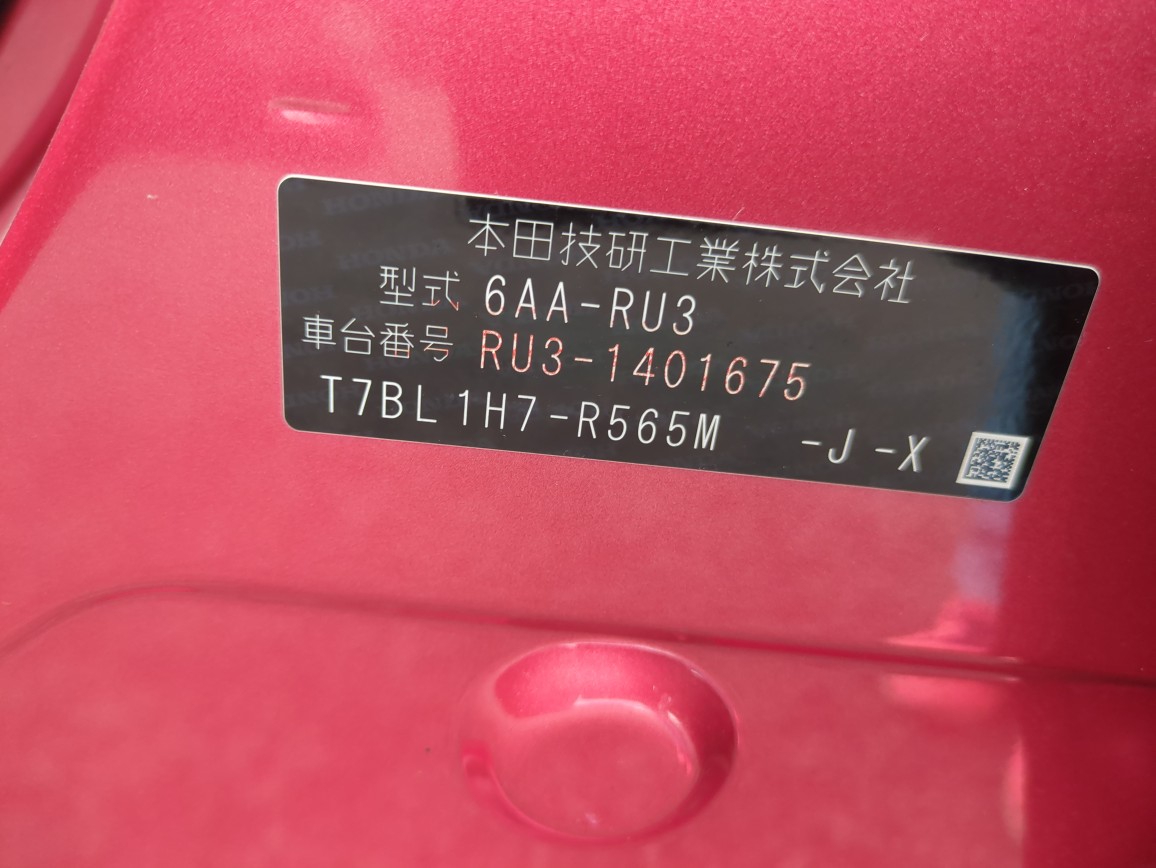 本田技研工業株式会社
型式 6AA-RU3
車台番号 RU3-1401675
T7BL1H7-R565M -J-X